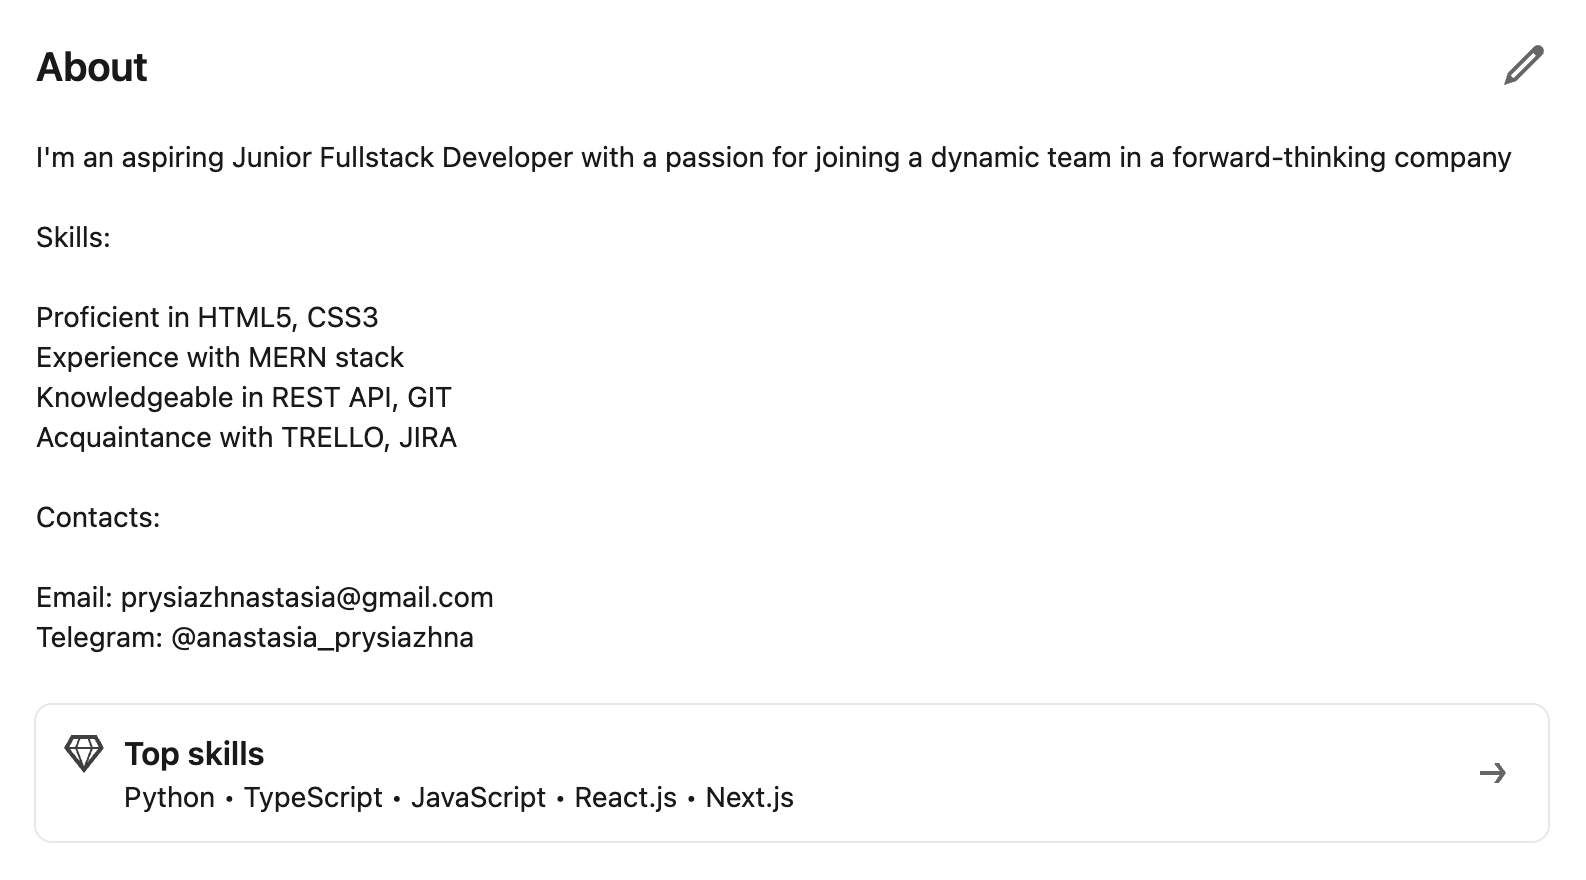 About
I'm an aspiring Junior Fullstack Developer with a passion for joining a dynamic team in a forward-thinking company
Skills:
Proficient in HTML5, CSS3
Experience with MERN stack
Knowledgeable in REST API, GIT
Acquaintance with TRELLO, JIRA
Contacts:
Email: prysiazhnastasia@gmail.com
Telegram: @anastasia_prysiazhna
Top skills
Python • TypeScript • JavaScript • React.js • Next.js